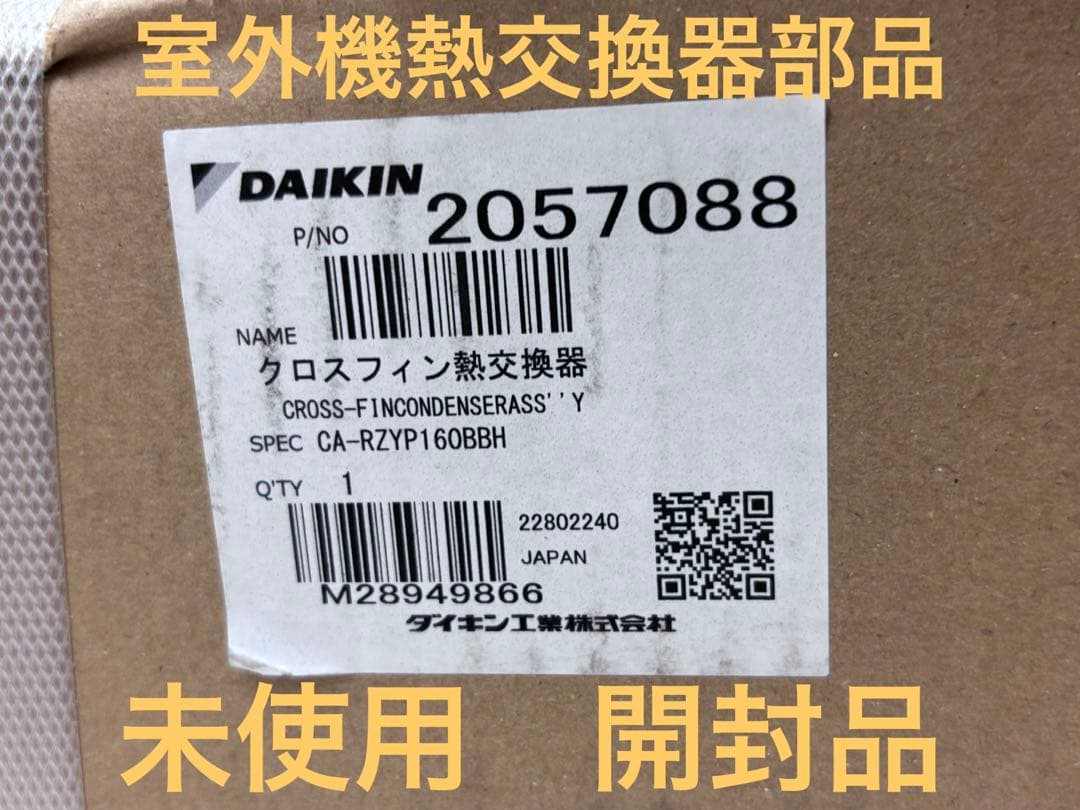 室外機熱交換器部品
DAIKIN
P/NO 2057088
NAME
クロスフィン熱交換器
CROSS-FINCONDENSERASS''Y
SPEC CA-RZYP160BBH
Q'TY 1
22802240
JAPAN
M28949866
ダイキン工業株式会社
未使用 開封品